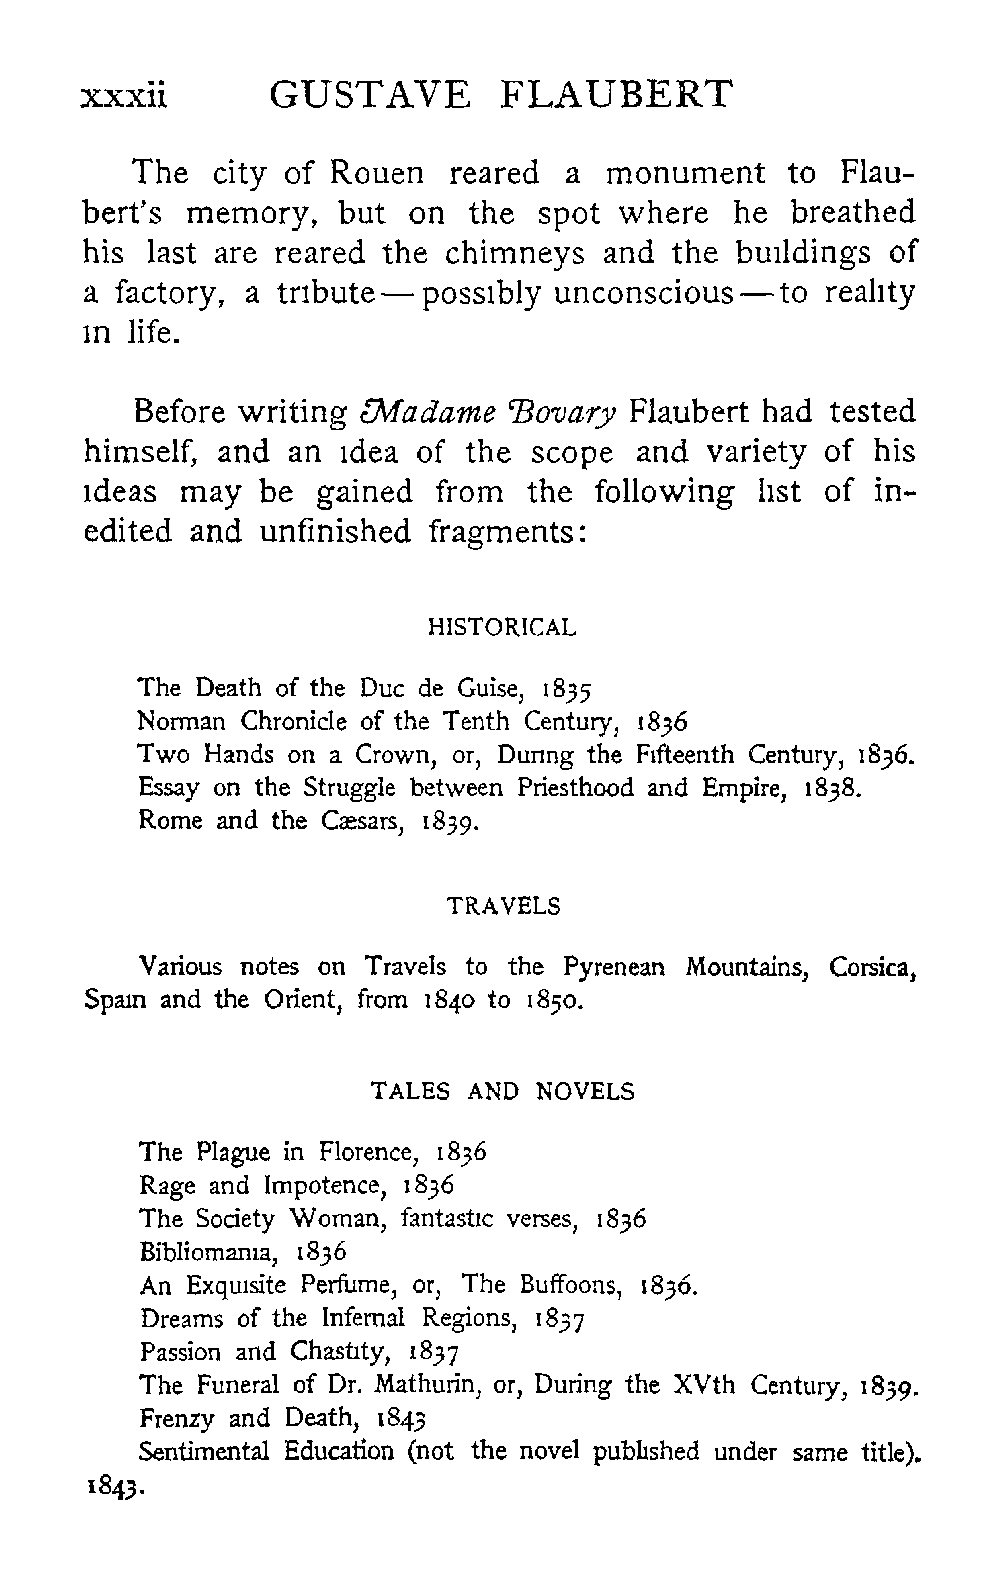 xxxii GUSTAVE FLAUBERT
The city of Rouen reared a monument to Flau-
bert's memory, but on the spot where he breathed
his last are reared the chimneys and the buildings of
a factory, a tribute — possibly unconscious — to reality
in life.
Before writing Madame Bovary Flaubert had tested
himself, and an idea of the scope and variety of his
ideas may be gained from the following list of in-
edited and unfinished fragments:
HISTORICAL
The Death of the Duc de Guise, 1835
Norman Chronicle of the Tenth Century, 1836
Two Hands on a Crown, or, During the Fifteenth Century, 1836.
Essay on the Struggle between Priesthood and Empire, 1838.
Rome and the Cæsars, 1839.
TRAVELS
Various notes on Travels to the Pyrenean Mountains, Corsica,
Spain and the Orient, from 1840 to 1850.
TALES AND NOVELS
The Plague in Florence, 1836
Rage and Impotence, 1836
The Society Woman, fantastic verses, 1836
Bibliomania, 1836
An Exquisite Perfume, or, The Buffoons, 1836.
Dreams of the Infernal Regions, 1837
Passion and Chastity, 1837
The Funeral of Dr. Mathurin, or, During the XVth Century, 1839.
Frenzy and Death, 1843
Sentimental Education (not the novel published under same title).
1843.